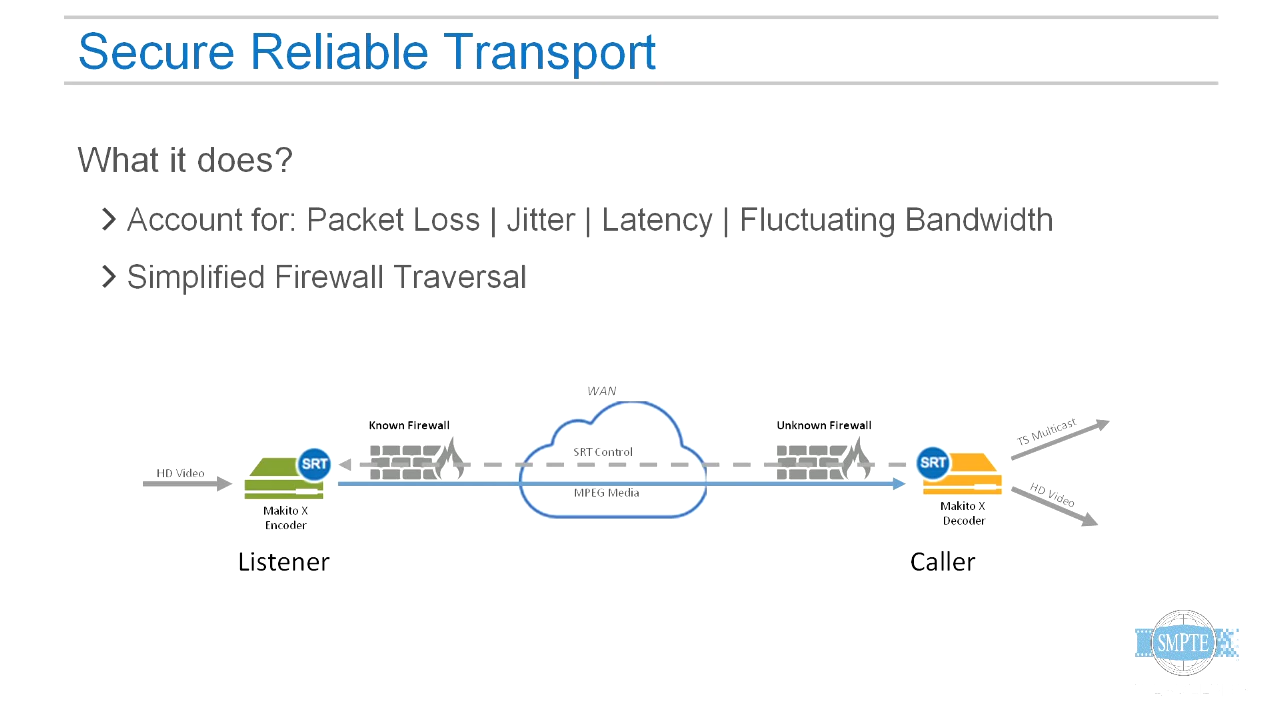 Secure Reliable Transport
What it does?
Account for: Packet Loss | Jitter | Latency | Fluctuating Bandwidth
Simplified Firewall Traversal
WAN
Known Firewall
Unknown Firewall
TS Multicast
SRT Control
SRT
SRT
HD Video
MPEG Media
HD Video
Makito X
Encoder
Makito X
Decoder
Listener
Caller
SMPTE